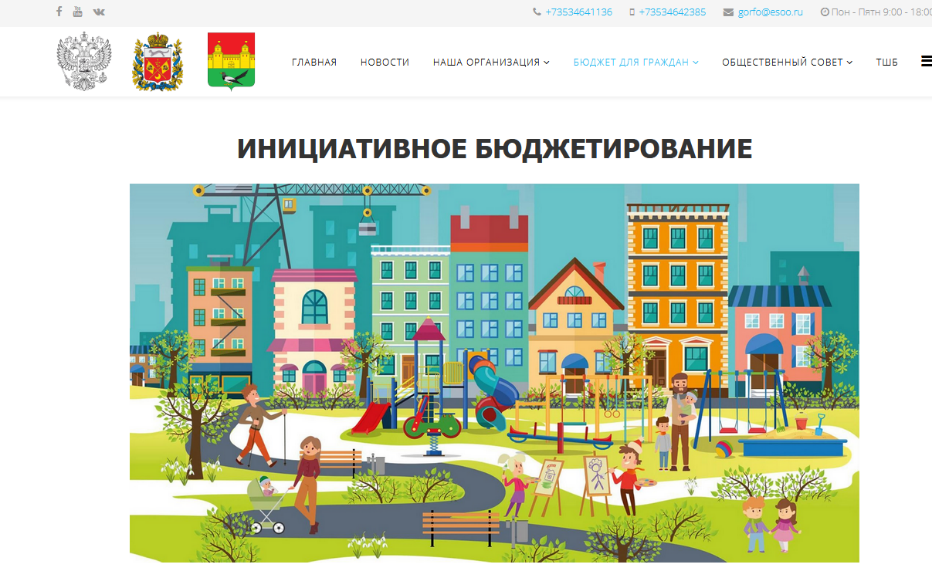 +73534641136 +73534642385 gorfo@esoo.ru Пон - Пятн 9:00 - 18:00
ГЛАВНАЯ НОВОСТИ НАША ОРГАНИЗАЦИЯ БЮДЖЕТ ДЛЯ ГРАЖДАН ОБЩЕСТВЕННЫЙ СОВЕТ ТШБ
ИНИЦИАТИВНОЕ БЮДЖЕТИРОВАНИЕ